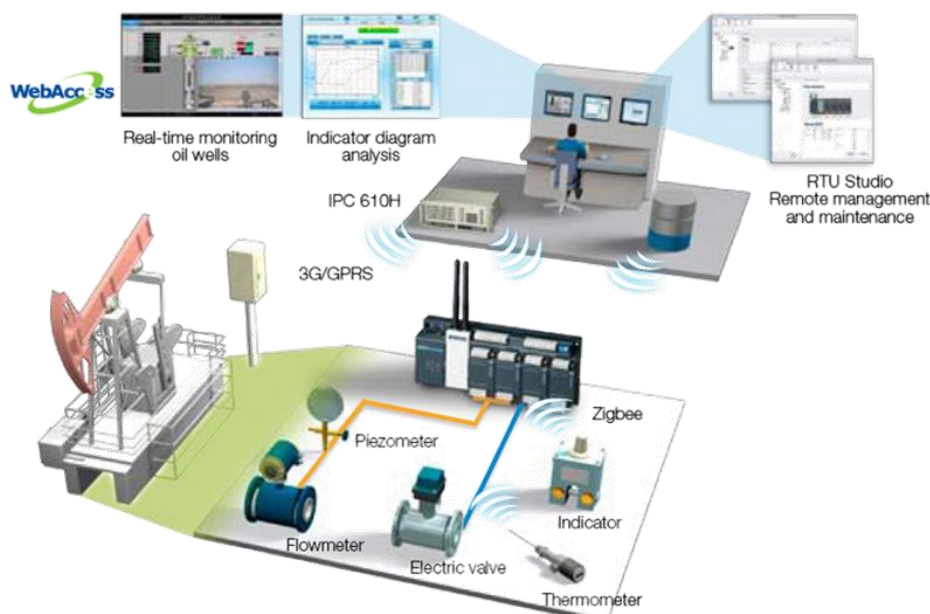 WebAccess
Real-time monitoring
oil wells
Indicator diagram
analysis
RTU Studio
Remote management
and maintenance
IPC 610H
3G/GPRS
Zigbee
Piezometer
Indicator
Flowmeter
Electric valve
Thermometer